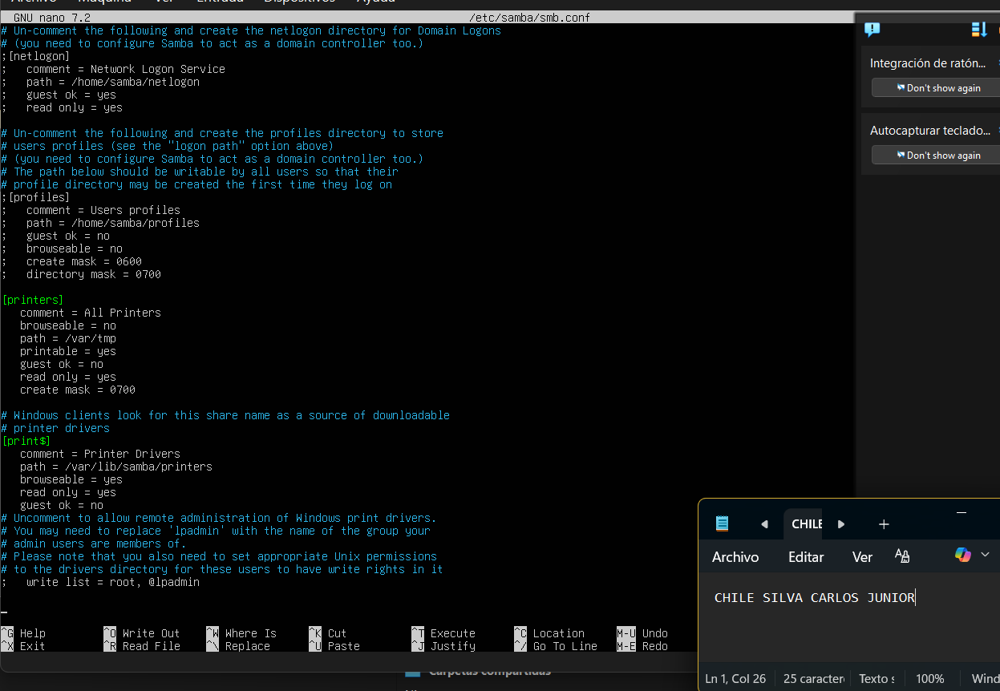 Archivo Maquina Ver Entrada Dispositivos Ayuda
GNU nano 7.2 /etc/samba/smb.conf
# Un-comment the following and create the netlogon directory for Domain Logons
# (you need to configure Samba to act as a domain controller too.)
;[netlogon]
;   comment = Network Logon Service
;   path = /home/samba/netlogon
;   guest ok = yes
;   read only = yes
# Un-comment the following and create the profiles directory to store
# users profiles (see the "logon path" option above)
# (you need to configure Samba to act as a domain controller too.)
# The path below should be writable by all users so that their
# profile directory may be created the first time they log on
;[profiles]
;   comment = Users profiles
;   path = /home/samba/profiles
;   guest ok = no
;   browseable = no
;   create mask = 0600
;   directory mask = 0700
[printers]
   comment = All Printers
   browseable = no
   path = /var/tmp
   printable = yes
   guest ok = no
   read only = yes
   create mask = 0700
# Windows clients look for this share name as a source of downloadable
# printer drivers
[print$]
   comment = Printer Drivers
   path = /var/lib/samba/printers
   browseable = yes
   read only = yes
   guest ok = no
# Uncomment to allow remote administration of Windows print drivers.
# You may need to replace 'lpadmin' with the name of the group your
# admin users are members of.
# Please note that you also need to set appropriate Unix permissions
# to the drivers directory for these users to have write rights in it
;   write list = root, @lpadmin
^G Help ^O Write Out ^W Where Is ^K Cut ^T Execute ^C Location M-U Undo
^X Exit ^R Read File ^\ Replace ^U Paste ^J Justify ^/ Go To Line M-E Redo
Integración de ratón...
Don't show again
Autocapturar teclado...
Don't show again
CHILE
Archivo Editar Ver
CHILE SILVA CARLOS JUNIOR
Ln 1, Col 26 25 caracter Texto s 100% Wind
Carpetas compartidas